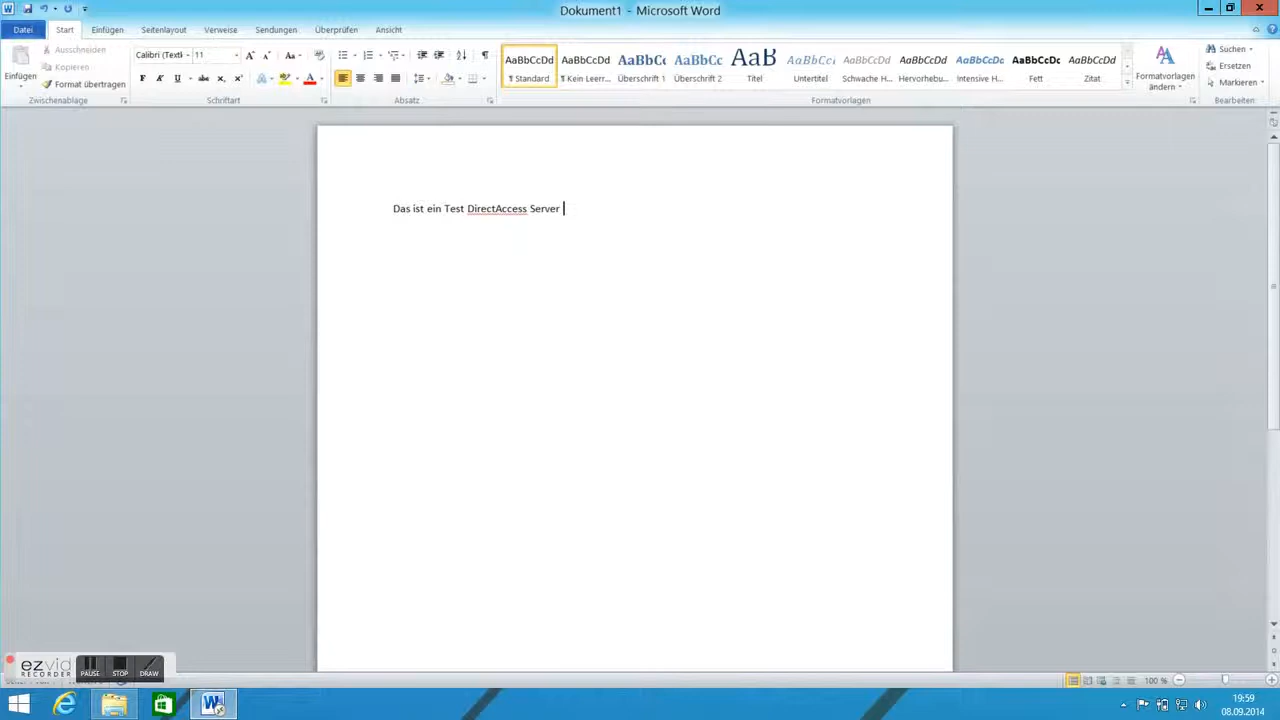 Dokument1 - Microsoft Word
Datei Start Einfügen Seitenlayout Verweise Sendungen Überprüfen Ansicht
Einfügen
Ausschneiden
Kopieren
Format übertragen
Zwischenablage
Calibri (Textk 11
F K U abc x, x' A
Schriftart
Absatz
AaBbCcDd AaBbCcDd AaBbCc AaBbCc AaB AaBbCcI AaBbCcDd AaBbCcDd AaBbCcDd AaBbCcDc AaBbCcDd
¶ Standard ¶ Kein Leerr... Überschrift 1 Überschrift 2 Titel Untertitel Schwache H... Hervorhebu... Intensive H... Fett Zitat
Formatvorlagen
Formatvorlagen
ändern
Suchen
Ersetzen
Markieren
Bearbeiten
Das ist ein Test DirectAccess Server
ezvid
RECORDER
PAUSE STOP DRAW
100 %
19:59
08.09.2014